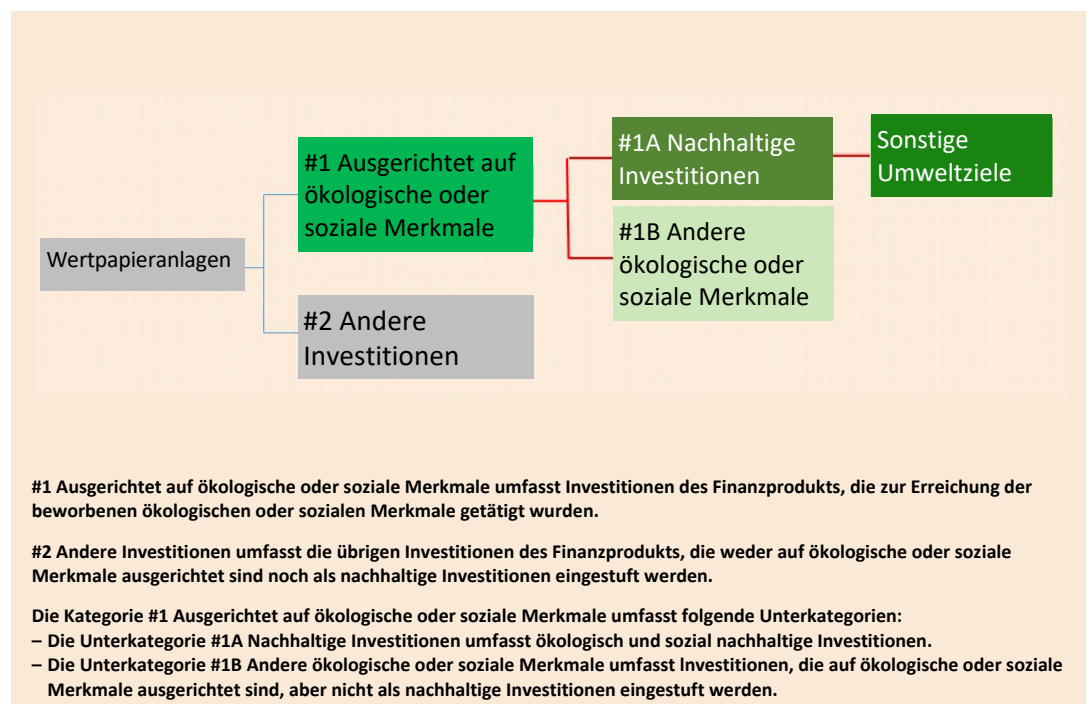 #1 Ausgerichtet auf
ökologische oder
soziale Merkmale
#1A Nachhaltige
Investitionen
Sonstige
Umweltziele
#1B Andere
ökologische oder
soziale Merkmale
Wertpapieranlagen
#2 Andere
Investitionen
#1 Ausgerichtet auf ökologische oder soziale Merkmale umfasst Investitionen des Finanzprodukts, die zur Erreichung der
beworbenen ökologischen oder sozialen Merkmale getätigt wurden.
#2 Andere Investitionen umfasst die übrigen Investitionen des Finanzprodukts, die weder auf ökologische oder soziale
Merkmale ausgerichtet sind noch als nachhaltige Investitionen eingestuft werden.
Die Kategorie #1 Ausgerichtet auf ökologische oder soziale Merkmale umfasst folgende Unterkategorien:
– Die Unterkategorie #1A Nachhaltige Investitionen umfasst ökologisch und sozial nachhaltige Investitionen.
– Die Unterkategorie #1B Andere ökologische oder soziale Merkmale umfasst Investitionen, die auf ökologische oder soziale
Merkmale ausgerichtet sind, aber nicht als nachhaltige Investitionen eingestuft werden.